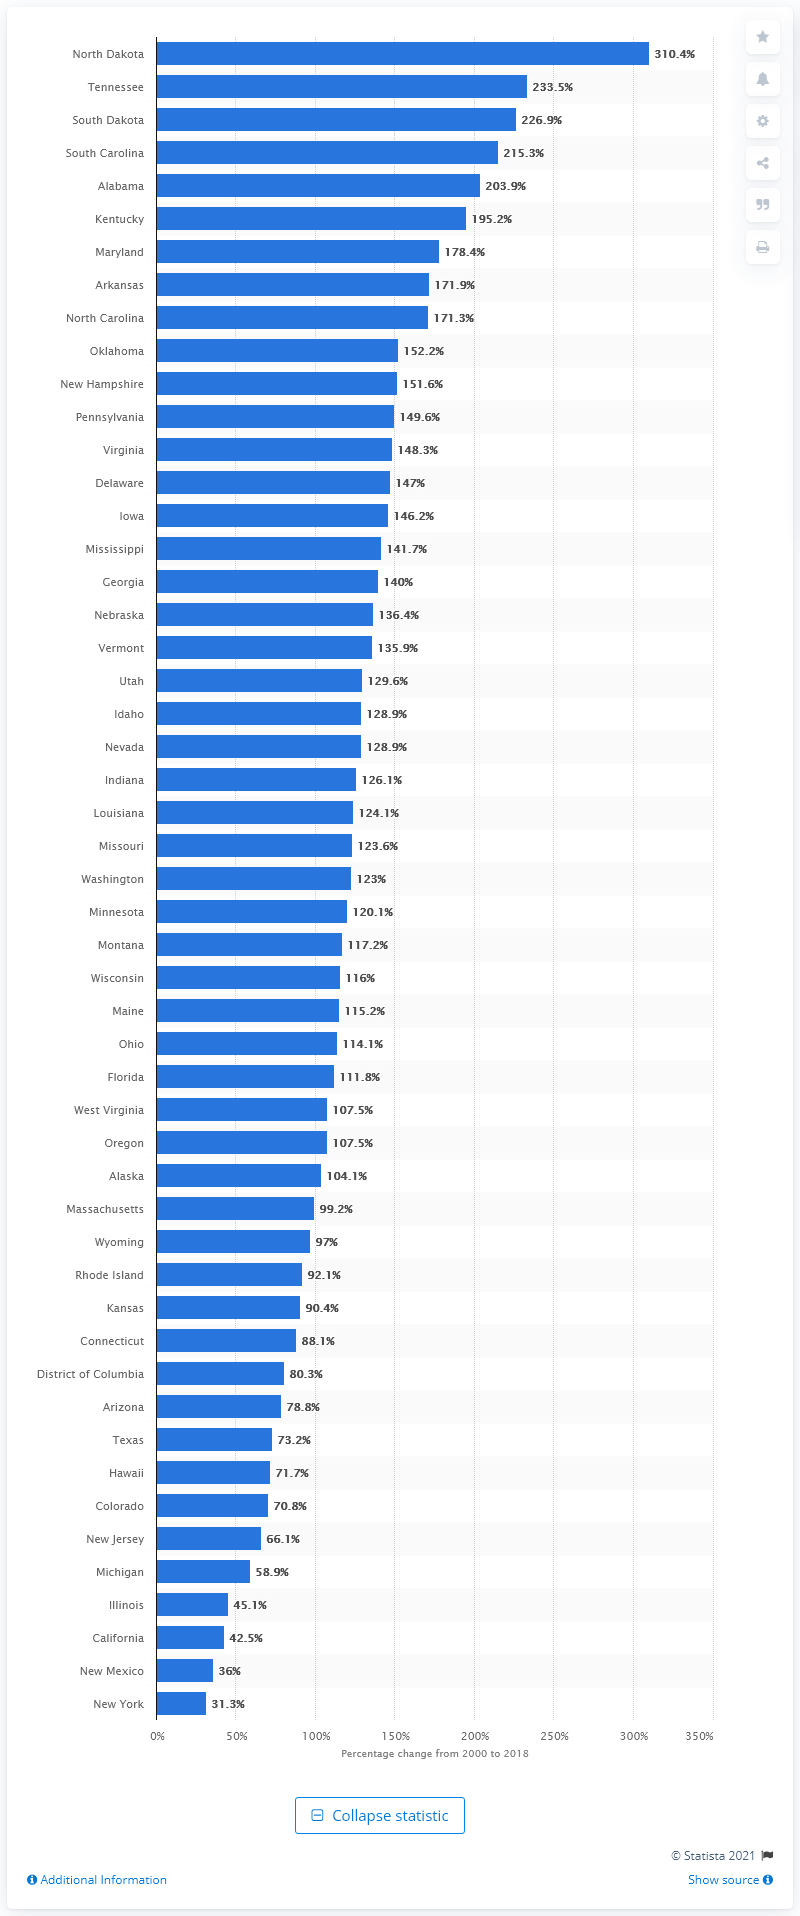 North Dakota 310.4%
Tennessee 233.5%
South Dakota 226.9%
South Carolina 215.3%
Alabama 203.9%
Kentucky 195.2%
Maryland 178.4%
Arkansas 171.9%
North Carolina 171.3%
Oklahoma 152.2%
New Hampshire 151.6%
Pennsylvania 149.6%
Virginia 148.3%
Delaware 147%
Iowa 146.2%
Mississippi 141.7%
Georgia 140%
Nebraska 136.4%
Vermont 135.9%
Utah 129.6%
Idaho 128.9%
Nevada 128.9%
Indiana 126.1%
Louisiana 124.1%
Missouri 123.6%
Washington 123%
Minnesota 120.1%
Montana 117.2%
Wisconsin 116%
Maine 115.2%
Ohio 114.1%
Florida 111.8%
West Virginia 107.5%
Oregon 107.5%
Alaska 104.1%
Massachusetts 99.2%
Wyoming 97%
Rhode Island 92.1%
Kansas 90.4%
Connecticut 88.1%
District of Columbia 80.3%
Arizona 78.8%
Texas 73.2%
Hawaii 71.7%
Colorado 70.8%
New Jersey 66.1%
Michigan 58.9%
Illinois 45.1%
California 42.5%
New Mexico 36%
New York 31.3%
0% 50% 100% 150% 200% 250% 300% 350%
Percentage change from 2000 to 2018
Collapse statistic
© Statista 2021
Additional Information Show source